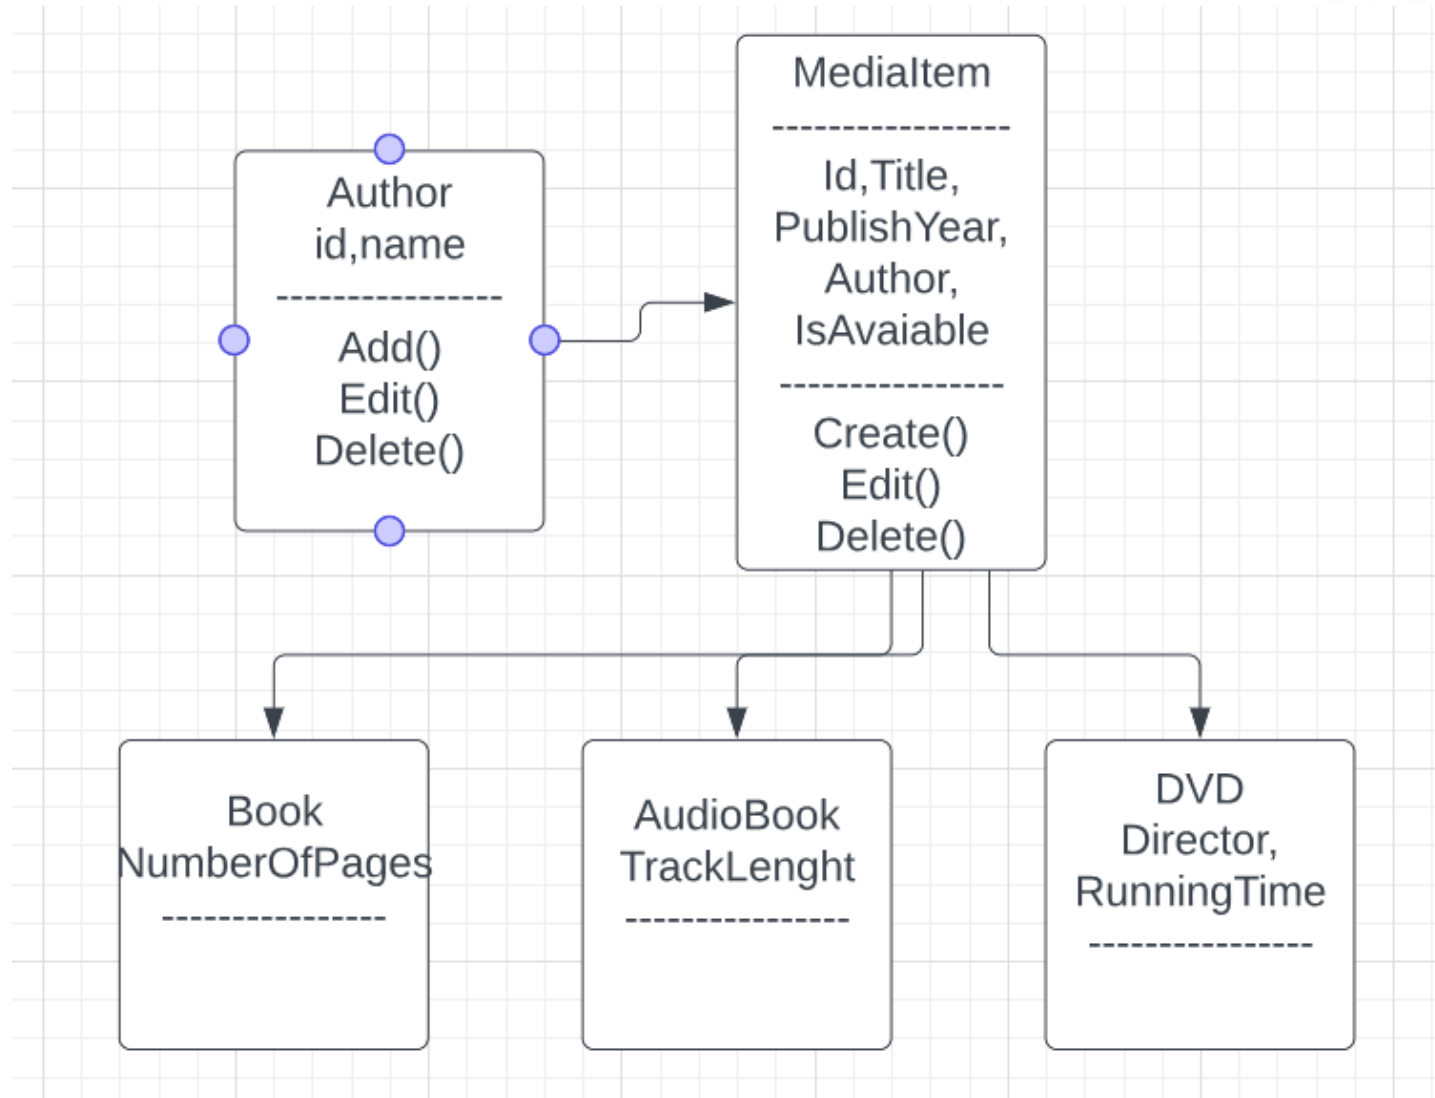 MediaItem
-----------------
Id,Title,
PublishYear,
Author,
IsAvaiable
----------------
Create()
Edit()
Delete()
Author
id,name
----------------
Add()
Edit()
Delete()
Book
NumberOfPages
----------------
AudioBook
TrackLenght
----------------
DVD
Director,
RunningTime
----------------